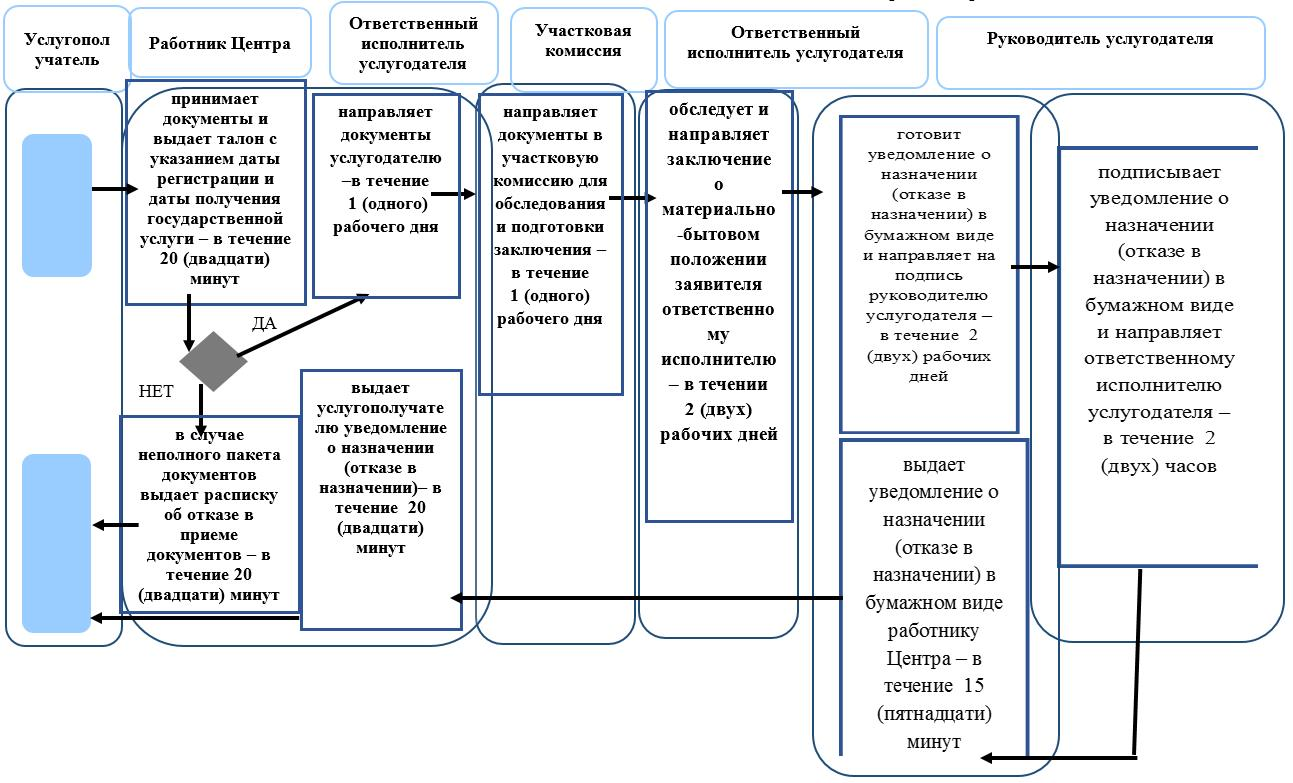 Услугопол
учатель
Работник Центра
Ответственный
исполнитель
услугодателя
Участковая
комиссия
Ответственный
исполнитель услугодателя
Руководитель услугодателя
принимает
документы и
выдает талон с
указанием даты
регистрации и
даты получения
государственной
услуги – в течение
20 (двадцати)
минут
направляет
документы
услугодателю
–в течение
1 (одного)
рабочего дня
направляет
документы в
участковую
комиссию для
обследования
и подготовки
заключения –
в течение
1 (одного)
рабочего дня
обследует и
направляет
заключение
о
материально
-бытовом
положении
заявителя
ответственно
му
исполнителю
– в течении
2 (двух)
рабочих дней
готовит
уведомление о
назначении
(отказе в
назначении) в
бумажном виде
и направляет на
подпись
руководителю
услугодателя –
в течение 2
(двух) рабочих
дней
подписывает
уведомление о
назначении
(отказе в
назначении) в
бумажном виде
и направляет
ответственному
исполнителю
услугодателя –
в течение 2
(двух) часов
ДА
НЕТ
в случае
неполного пакета
документов
выдает расписку
об отказе в
приеме
документов – в
течение 20
(двадцати) минут
выдает
услугополучате
лю уведомление
о назначении
(отказе в
назначении)– в
течение 20
(двадцати)
минут
выдает
уведомление о
назначении
(отказе в
назначении) в
бумажном виде
работнику
Центра – в
течение 15
(пятнадцати)
минут